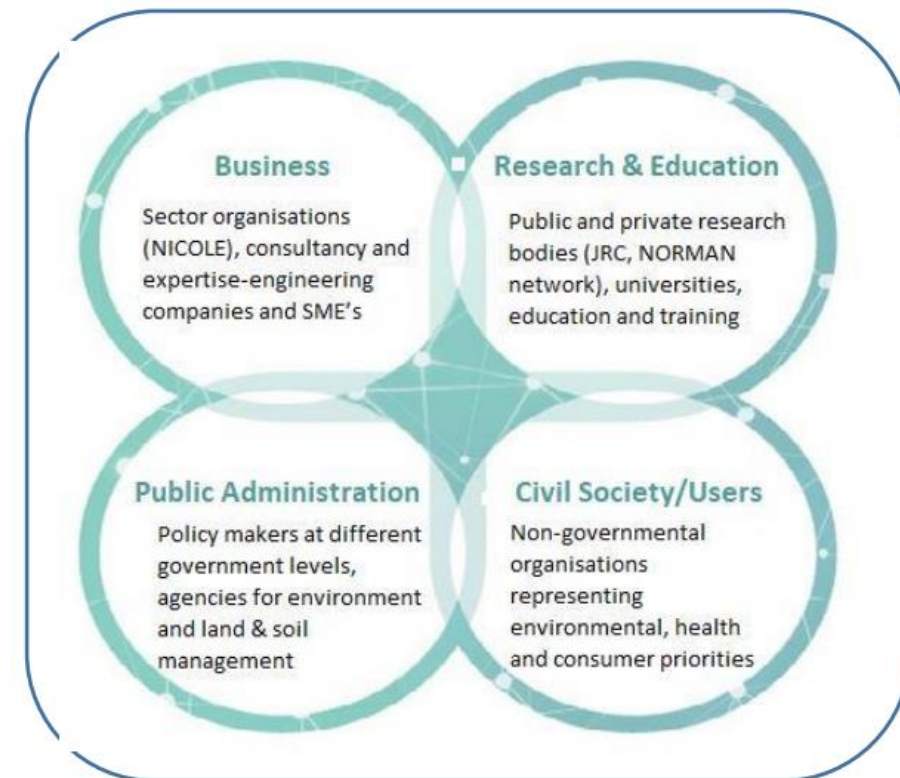 Business
Sector organisations
(NICOLE), consultancy and
expertise-engineering
companies and SME’s
Research & Education
Public and private research
bodies (JRC, NORMAN
network), universities,
education and training
Public Administration
Policy makers at different
government levels,
agencies for environment
and land & soil
management
Civil Society/Users
Non-governmental
organisations
representing
environmental, health
and consumer priorities